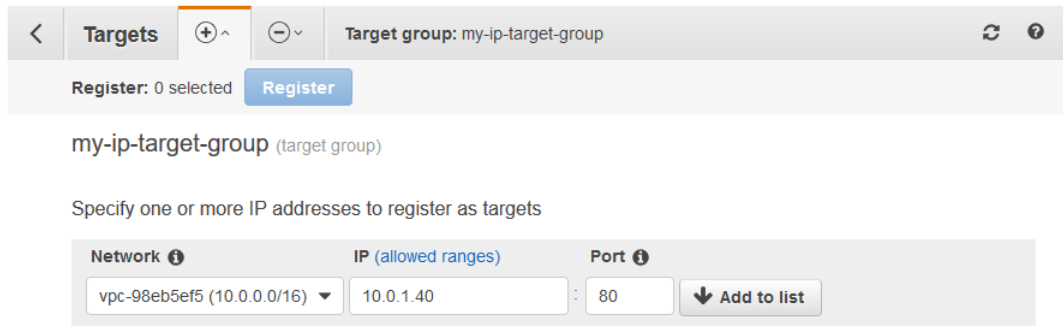 Targets Target group: my-ip-target-group
Register: 0 selected Register
my-ip-target-group (target group)
Specify one or more IP addresses to register as targets
Network IP (allowed ranges) Port
vpc-98eb5ef5 (10.0.0.0/16) 10.0.1.40 : 80 Add to list